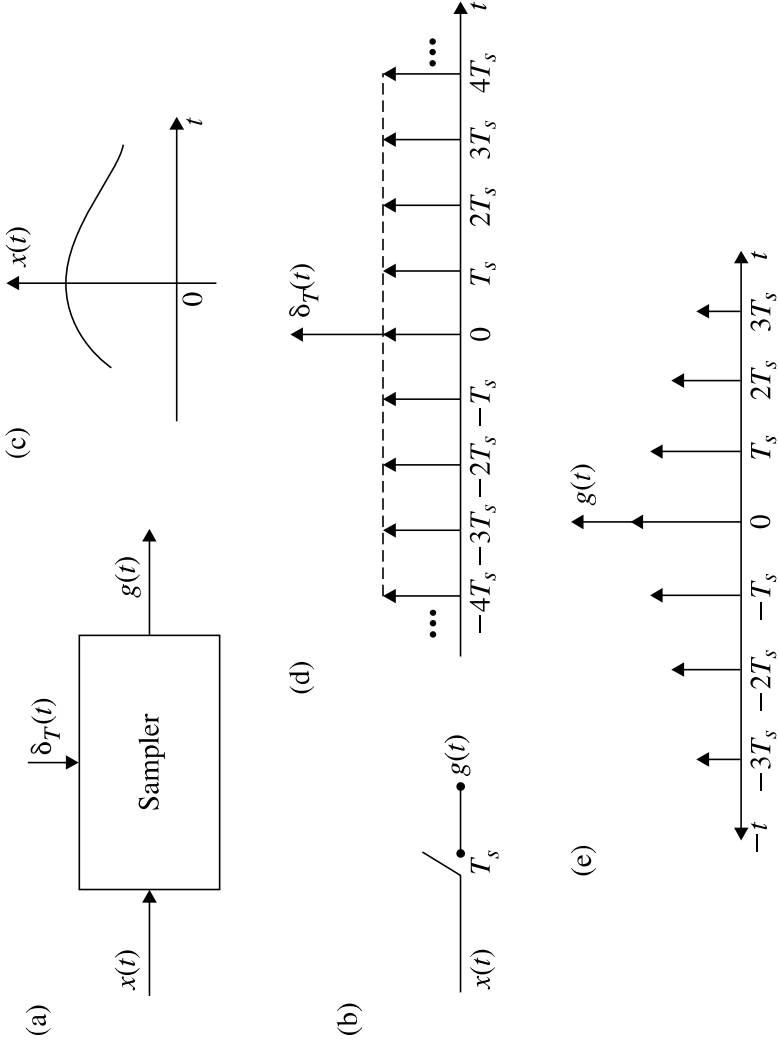 (a)
x(t)
δT(t)
Sampler
g(t)
(b)
x(t)
Ts
g(t)
(c)
x(t)
0
t
(d)
δT(t)
−4Ts −3Ts −2Ts −Ts 0 Ts 2Ts 3Ts 4Ts t
(e)
g(t)
−t −3Ts −2Ts −Ts 0 Ts 2Ts 3Ts t